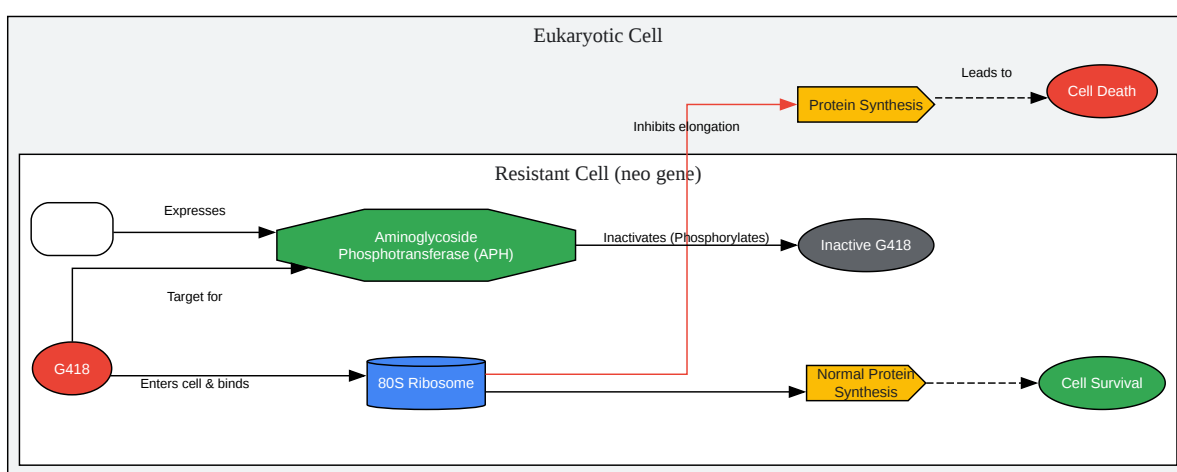 Eukaryotic Cell
Leads to
Cell Death
Protein Synthesis
Inhibits elongation
Resistant Cell (neo gene)
Expresses
Aminoglycoside
Phosphotransferase (APH)
Inactivates (Phosphorylates)
Inactive G418
Target for
G418
Enters cell & binds
80S Ribosome
Normal Protein
Synthesis
Cell Survival